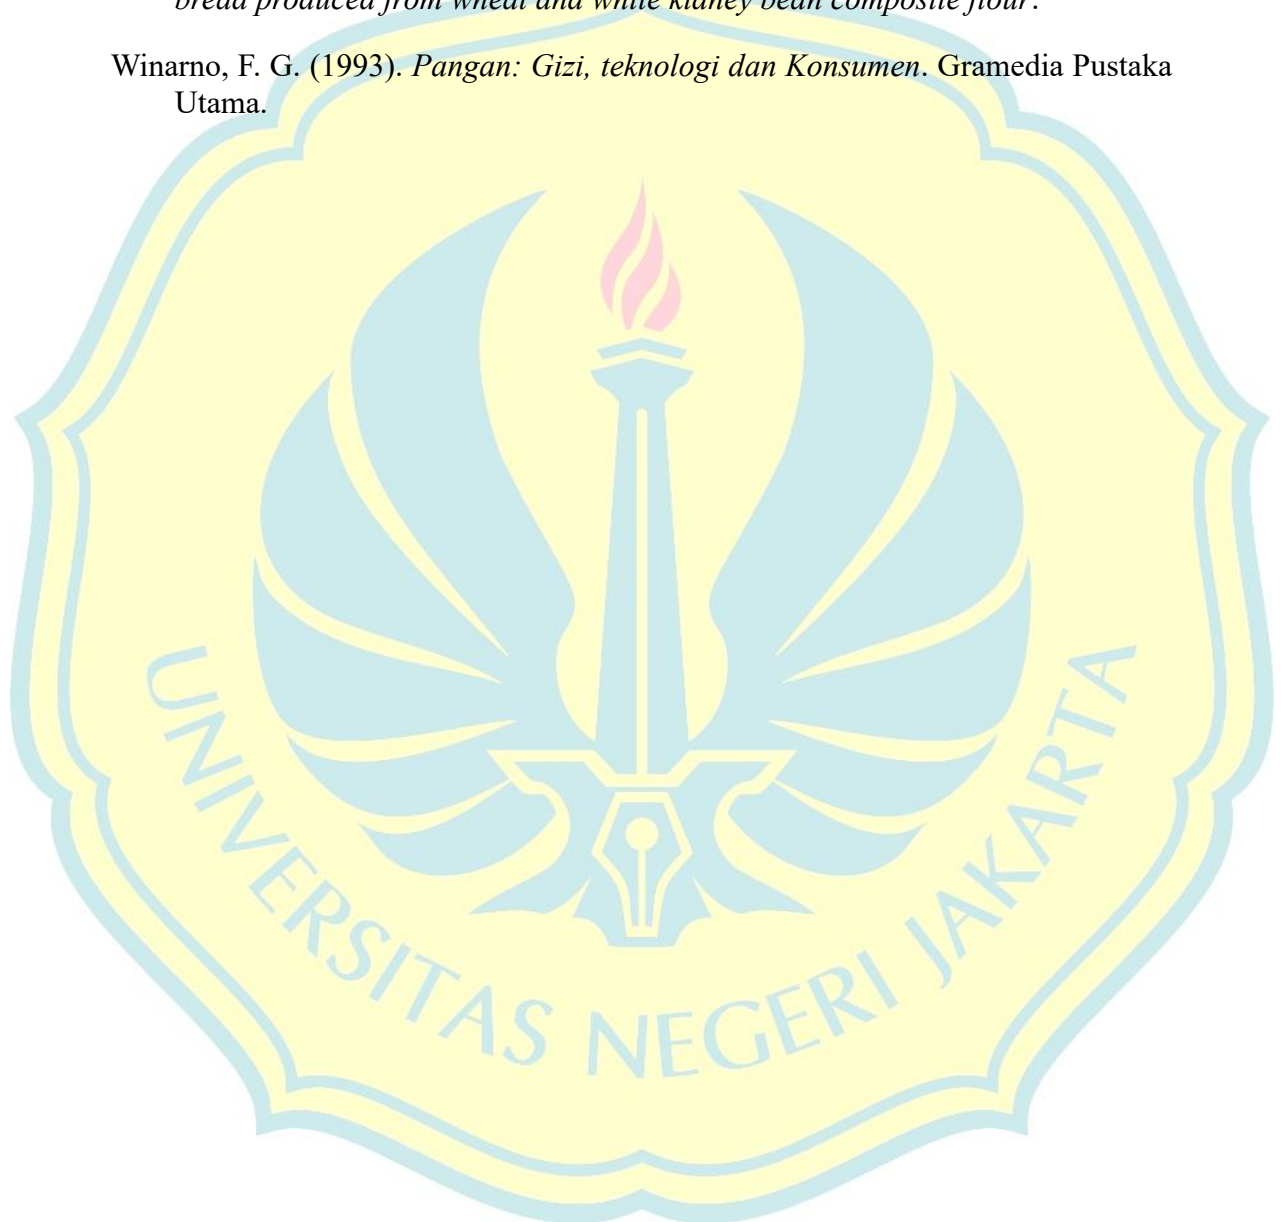 bread produced from wheat and white kidney bean composite flour.
Winarno, F. G. (1993). Pangan: Gizi, teknologi dan Konsumen. Gramedia Pustaka
Utama.
UNIVERSITAS NEGERI JAKARTA